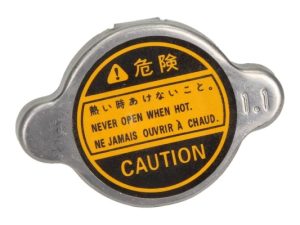 危険
熱い時あけないこと。
NEVER OPEN WHEN HOT.
NE JAMAIS OUVRIR À CHAUD.
CAUTION
1.1